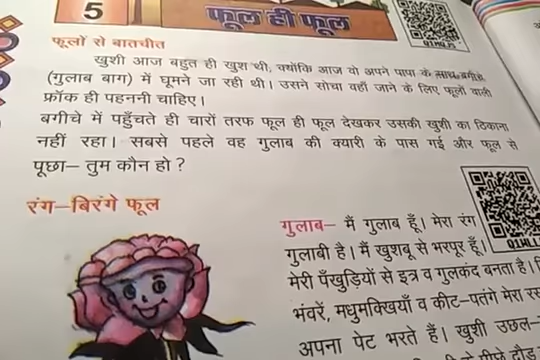 5
फूल ही फूल
फूलों से बातचीत
खुशी आज बहुत ही खुश थी, क्योंकि आज वो अपने पापा के साथ बगीचे
(गुलाब बाग) में घूमने जा रही थी। उसने सोचा वहाँ जाने के लिए फूलों वाली
फ्रॉक ही पहननी चाहिए।
बगीचे में पहुँचते ही चारों तरफ फूल ही फूल देखकर उसकी खुशी का ठिकाना
नहीं रहा। सबसे पहले वह गुलाब की क्यारी के पास गई और फूल से
पूछा– तुम कौन हो ?
रंग–बिरंगे फूल
गुलाब– मैं गुलाब हूँ। मेरा रंग
गुलाबी है। मैं खुशबू से भरपूर हूँ।
मेरी पँखुड़ियों से इत्र व गुलकंद बनता है।
भंवरें, मधुमक्खियाँ व कीट–पतंगे मेरा रस
अपना पेट भरते हैं। खुशी उछल–